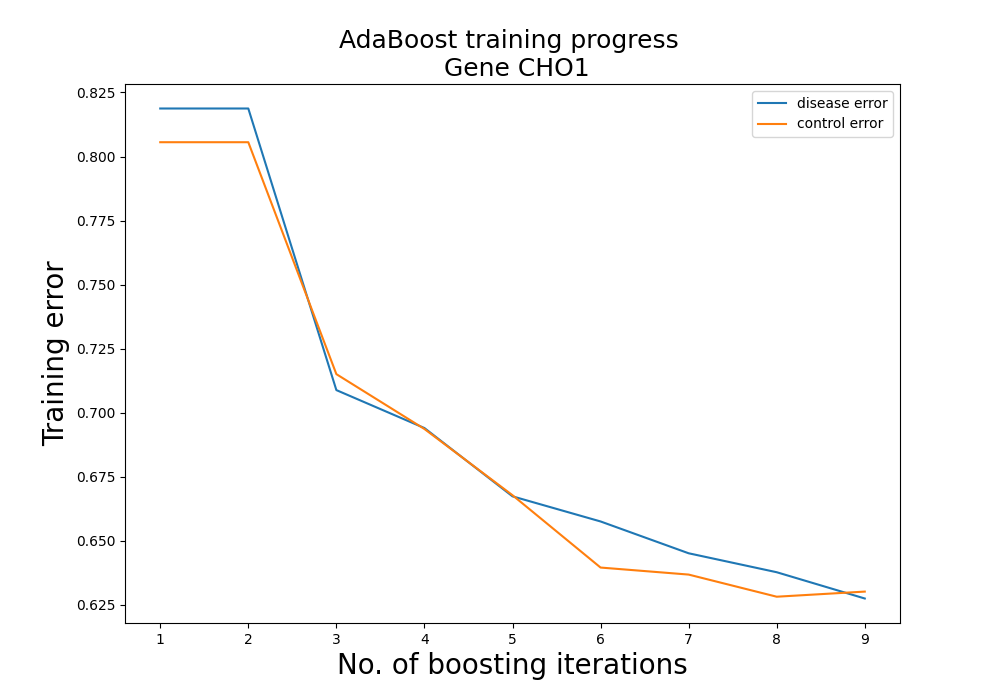 AdaBoost training progress
Gene CHO1
disease error
control error
Training error
0.825
0.800
0.775
0.750
0.725
0.700
0.675
0.650
0.625
1 2 3 4 5 6 7 8 9
No. of boosting iterations